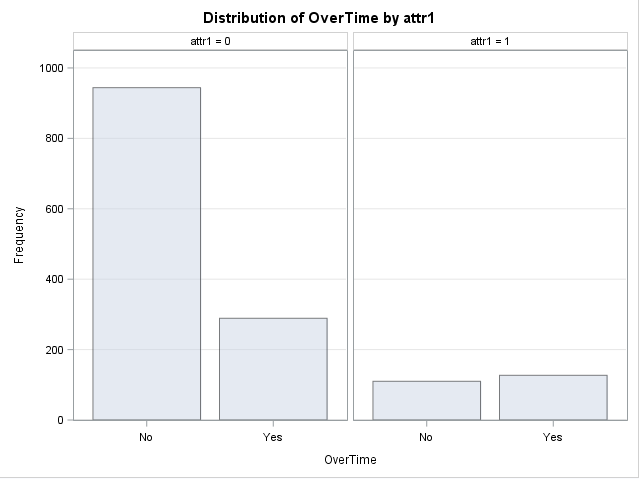 Distribution of OverTime by attr1
attr1 = 0
attr1 = 1
1000
800
600
400
200
0
Frequency
No
Yes
No
Yes
OverTime